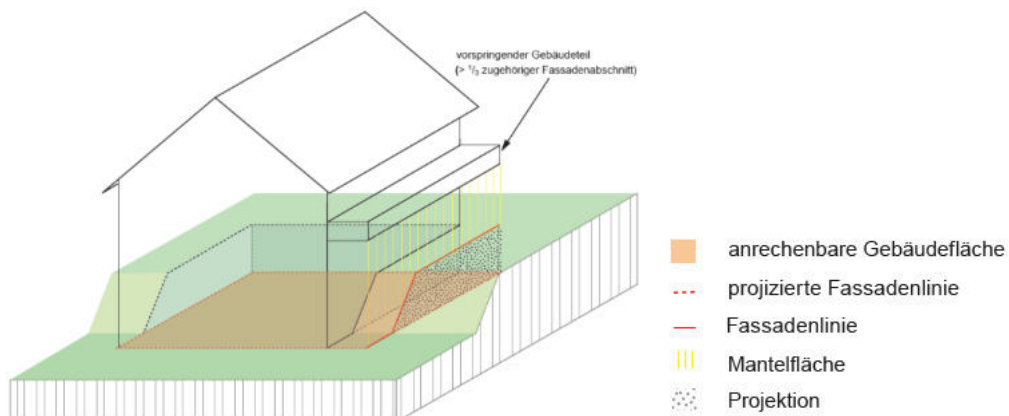 vorspringender Gebäudeteil
(> 1/3 zugehöriger Fassadenabschnitt)
anrechenbare Gebäudefläche
projizierte Fassadenlinie
Fassadenlinie
Mantelfläche
Projektion